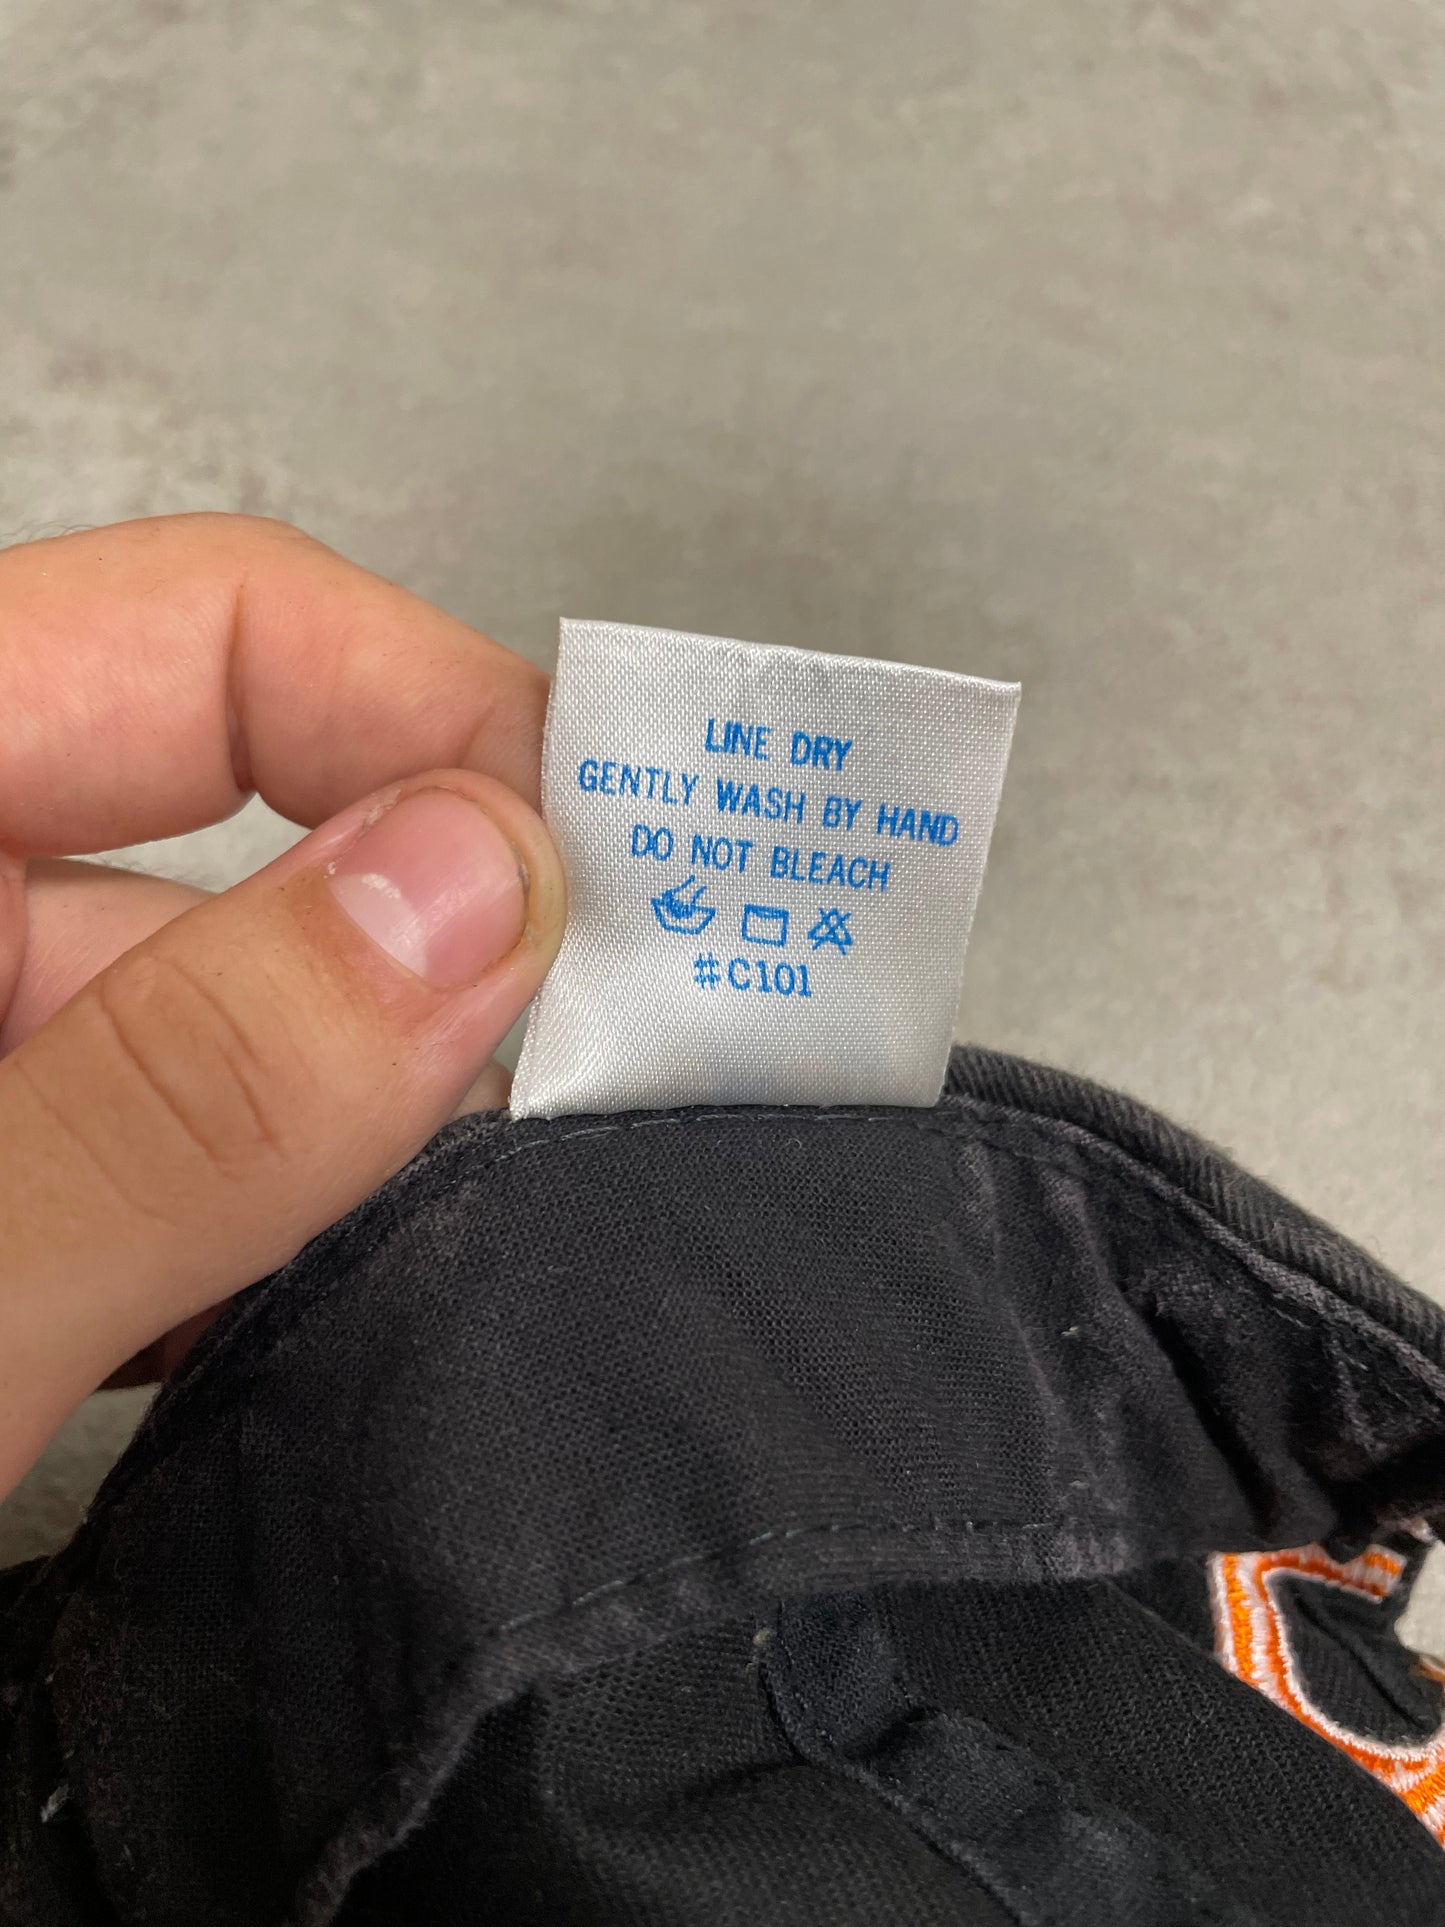 LINE DRY
GENTLY WASH BY HAND
DO NOT BLEACH
#C101